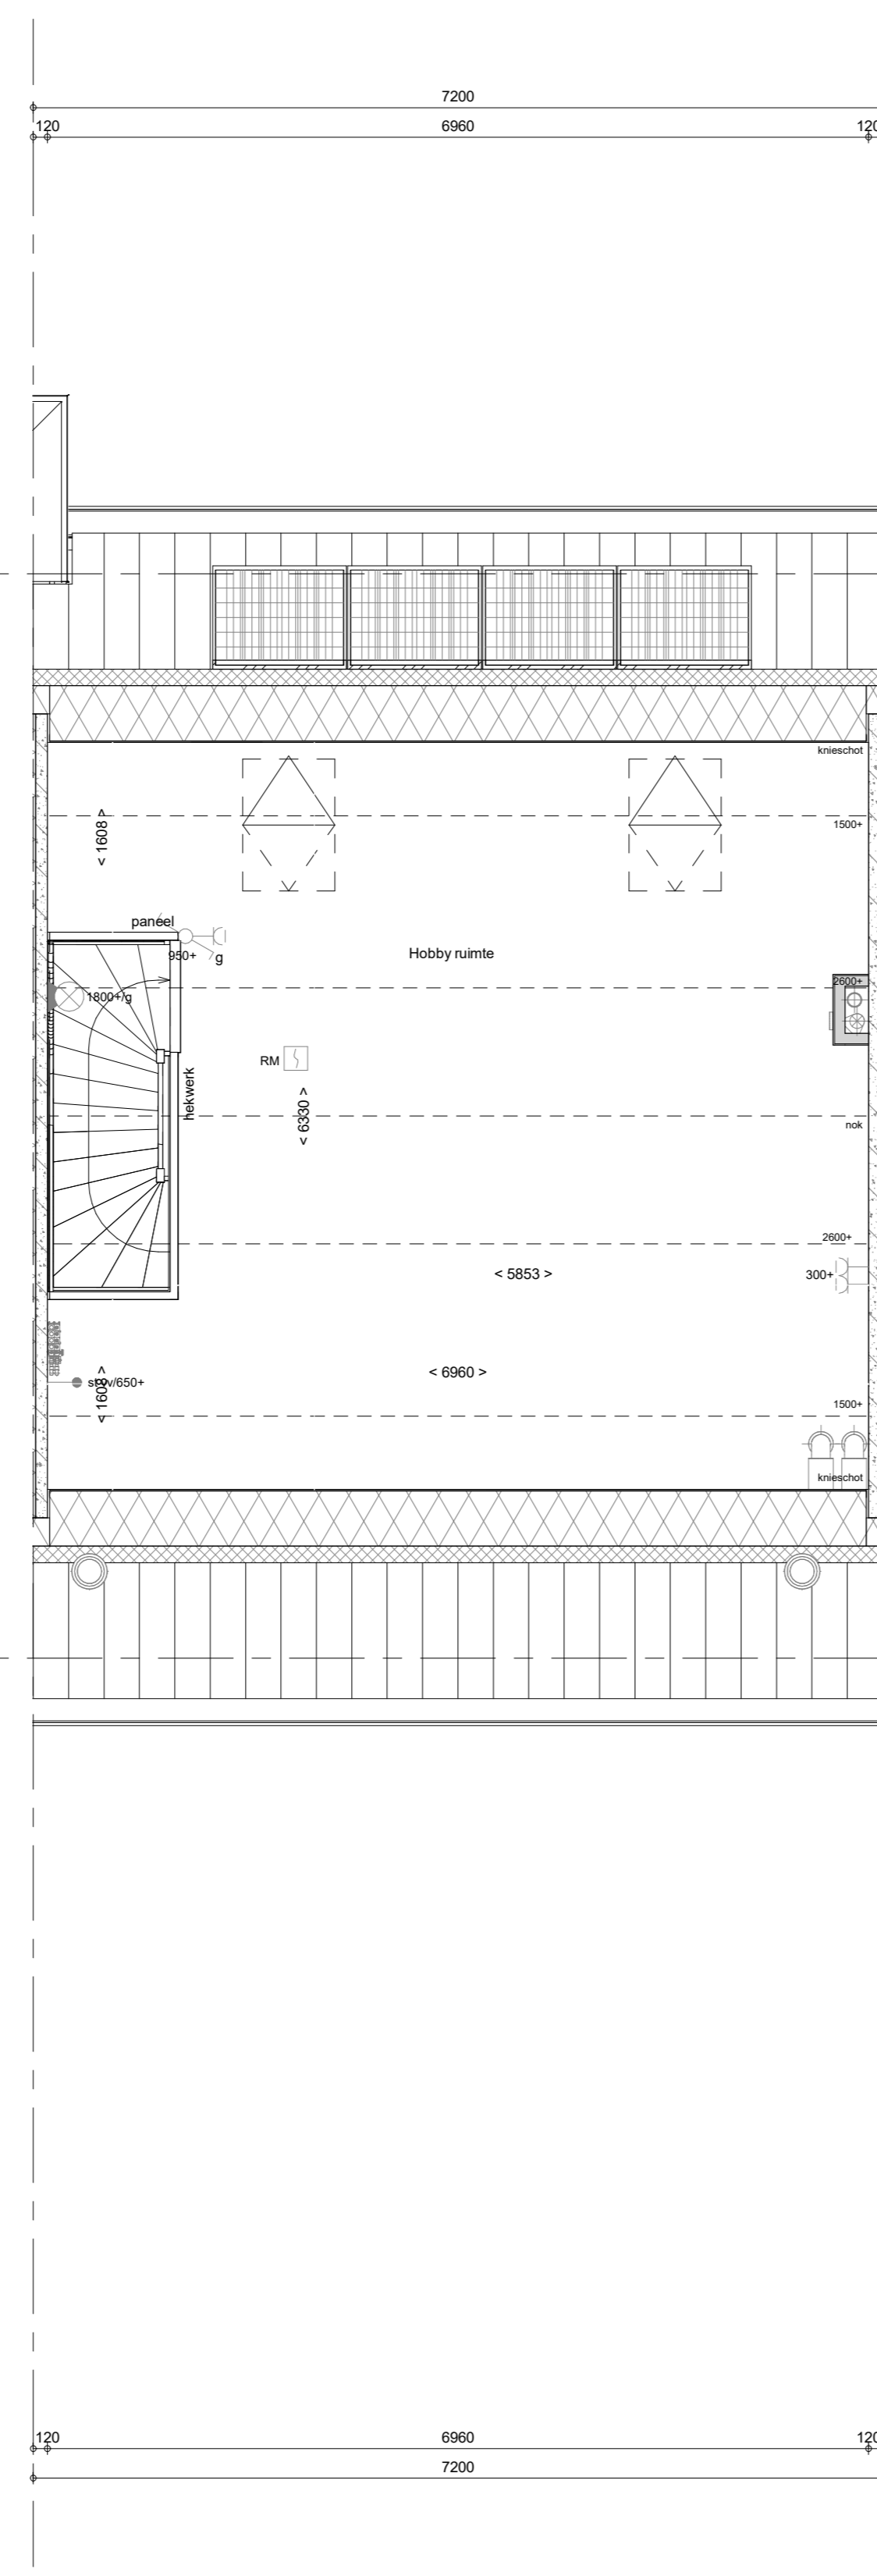 7200
120 6960 120
knieschot
< 1608 >
1500+
paneel
950+ g
Hobby ruimte
2600+
1800+/g
RM
hekwerk
< 6330 >
nok
2600+
< 5853 >
300+
< 6960 >
< 1608 >
1500+
knieschot
120 6960 120
7200